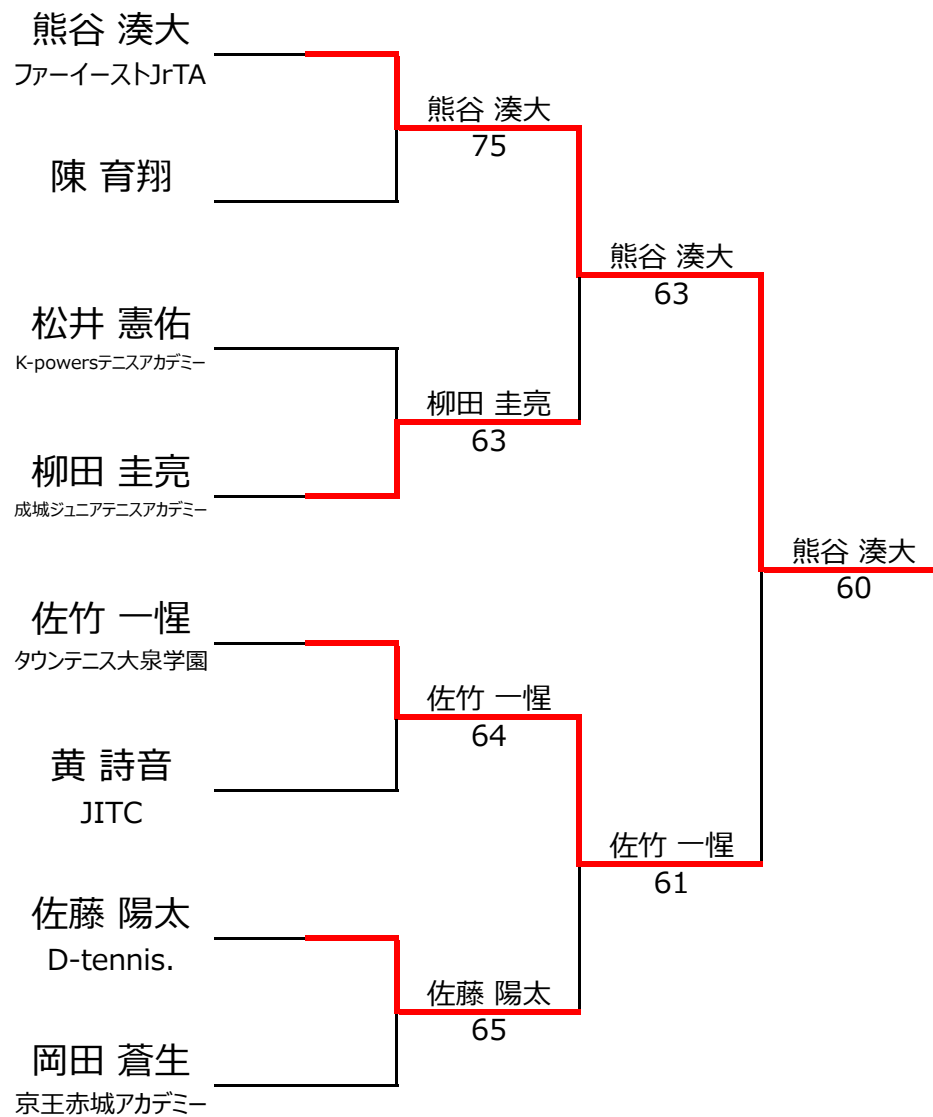 熊谷 湊大
ファーイーストJrTA
陳 育翔
松井 憲佑
K-powersテニスアカデミー
柳田 圭亮
成城ジュニアテニスアカデミー
佐竹 一惺
タウンテニス大泉学園
黄 詩音
JITC
佐藤 陽太
D-tennis.
岡田 蒼生
京王赤城アカデミー
熊谷 湊大
75
柳田 圭亮
63
佐竹 一惺
64
佐藤 陽太
65
熊谷 湊大
63
佐竹 一惺
61
熊谷 湊大
60